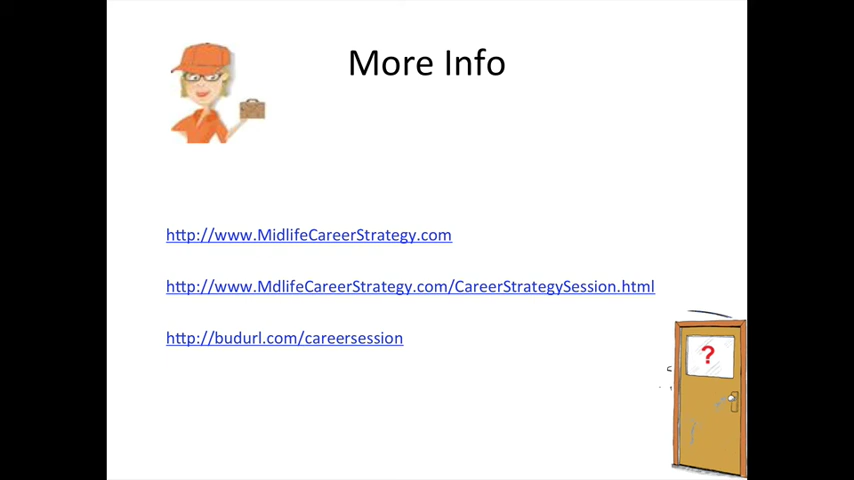 More Info
http://www.MidlifeCareerStrategy.com
http://www.MdlifeCareerStrategy.com/CareerStrategySession.html
http://budurl.com/careersession
?